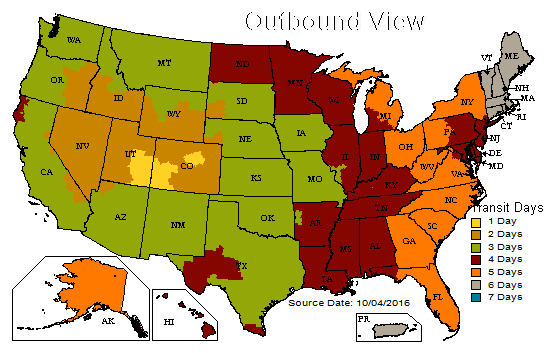 Outbound View
WA
MT
ND
MN
OR
ID
WY
SD
WI
MI
NY
VT
ME
NH
MA
RI
CT
NV
UT
CO
NE
IA
IL
IN
OH
PA
NJ
DE
MD
CA
KS
MO
KY
WV
VA
AZ
NM
OK
AR
TN
NC
SC
TX
LA
MS
AL
GA
FL
AK
HI
PR
Transit Days
1 Day
2 Days
3 Days
4 Days
5 Days
6 Days
7 Days
Source Date: 10/04/2016